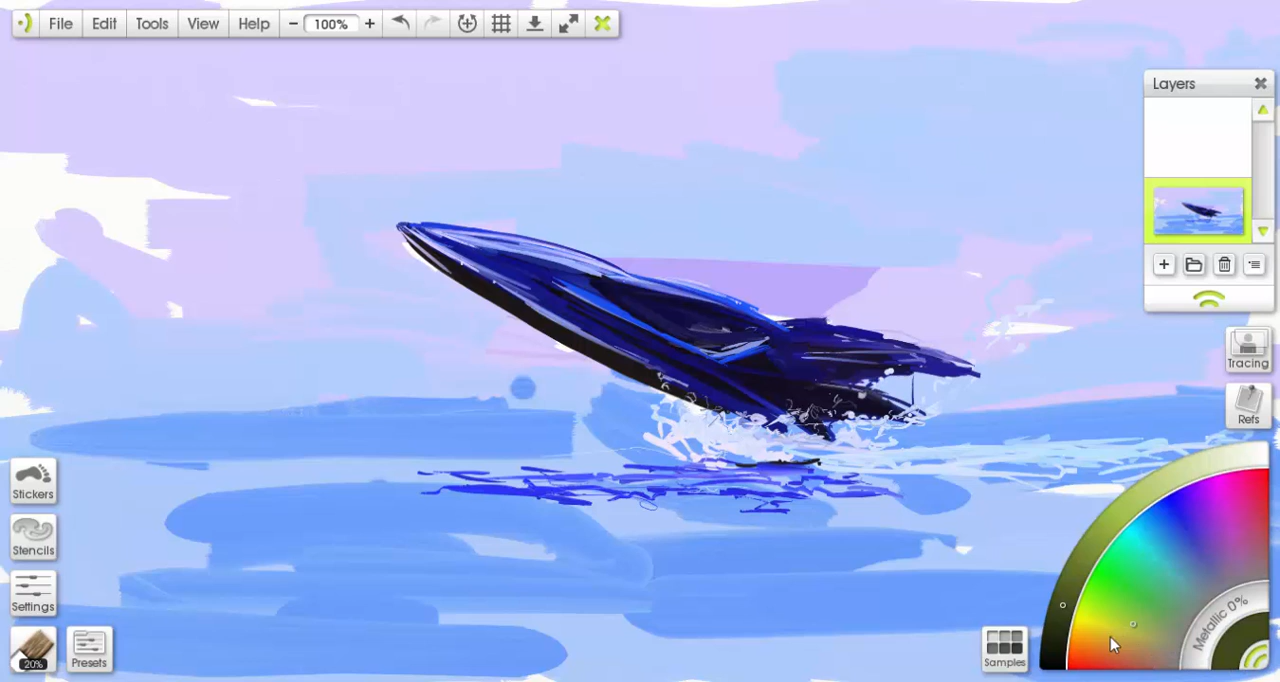 File Edit Tools View Help − 100% +
Layers
Tracing
Refs
Stickers
Stencils
Settings
20%
Presets
Samples
Metallic 0%